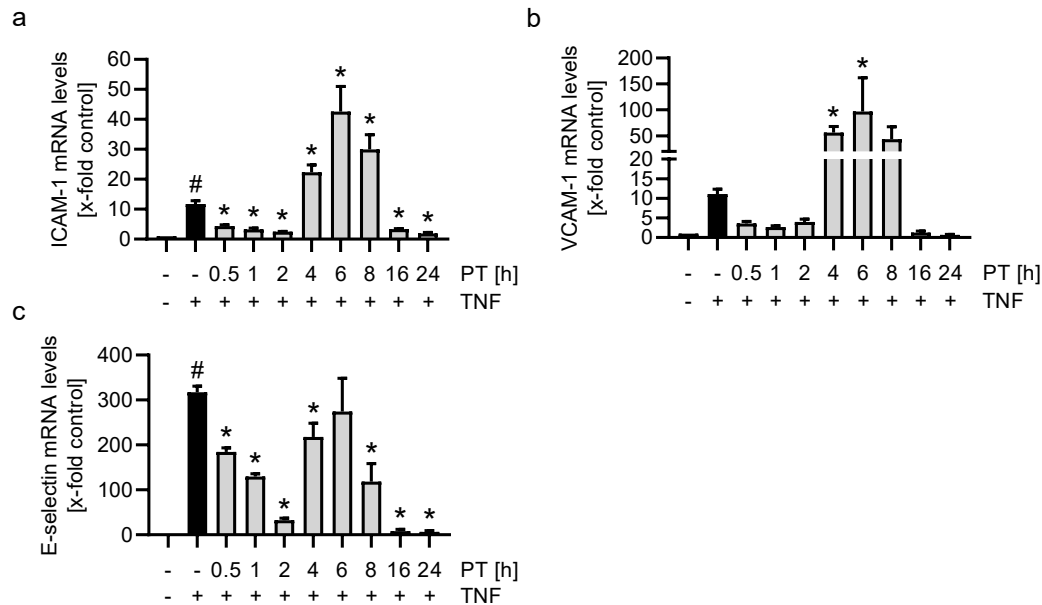 a
ICAM-1 mRNA levels
[x-fold control]
60
50
40
30
20
10
0
# * * * * * * * *
- - 0.5 1 2 4 6 8 16 24 PT [h]
- + + + + + + + + + TNF
b
VCAM-1 mRNA levels
[x-fold control]
200
150
100
50
20
15
10
5
0
* *
- - 0.5 1 2 4 6 8 16 24 PT [h]
- + + + + + + + + + TNF
c
E-selectin mRNA levels
[x-fold control]
400
300
200
100
0
# * * * * * * *
- - 0.5 1 2 4 6 8 16 24 PT [h]
- + + + + + + + + + TNF